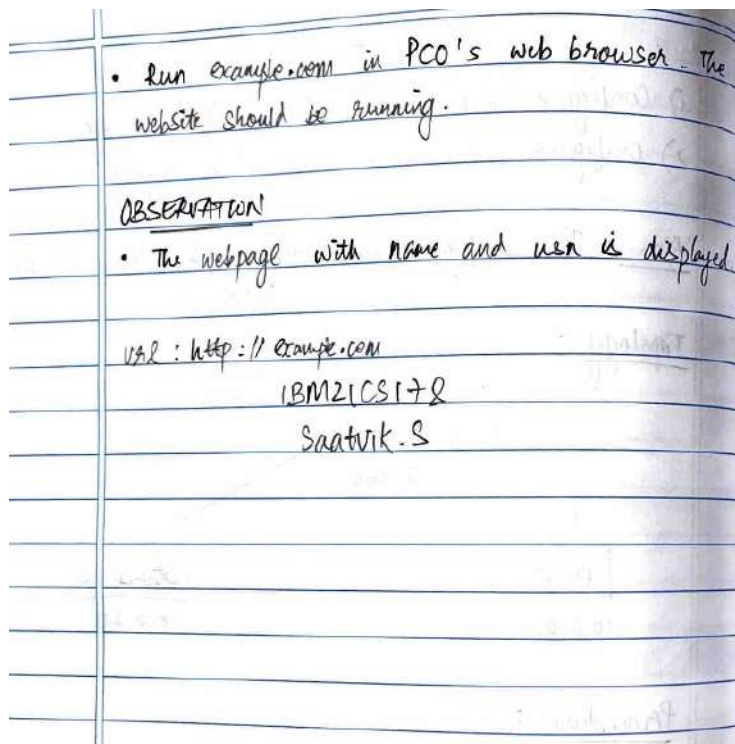 • Run example.com in PC0's web browser. The
website should be running.
OBSERVATION
• The webpage with name and usn is displayed
URL : http://example.com
1BM21CS178
Saatvik.S